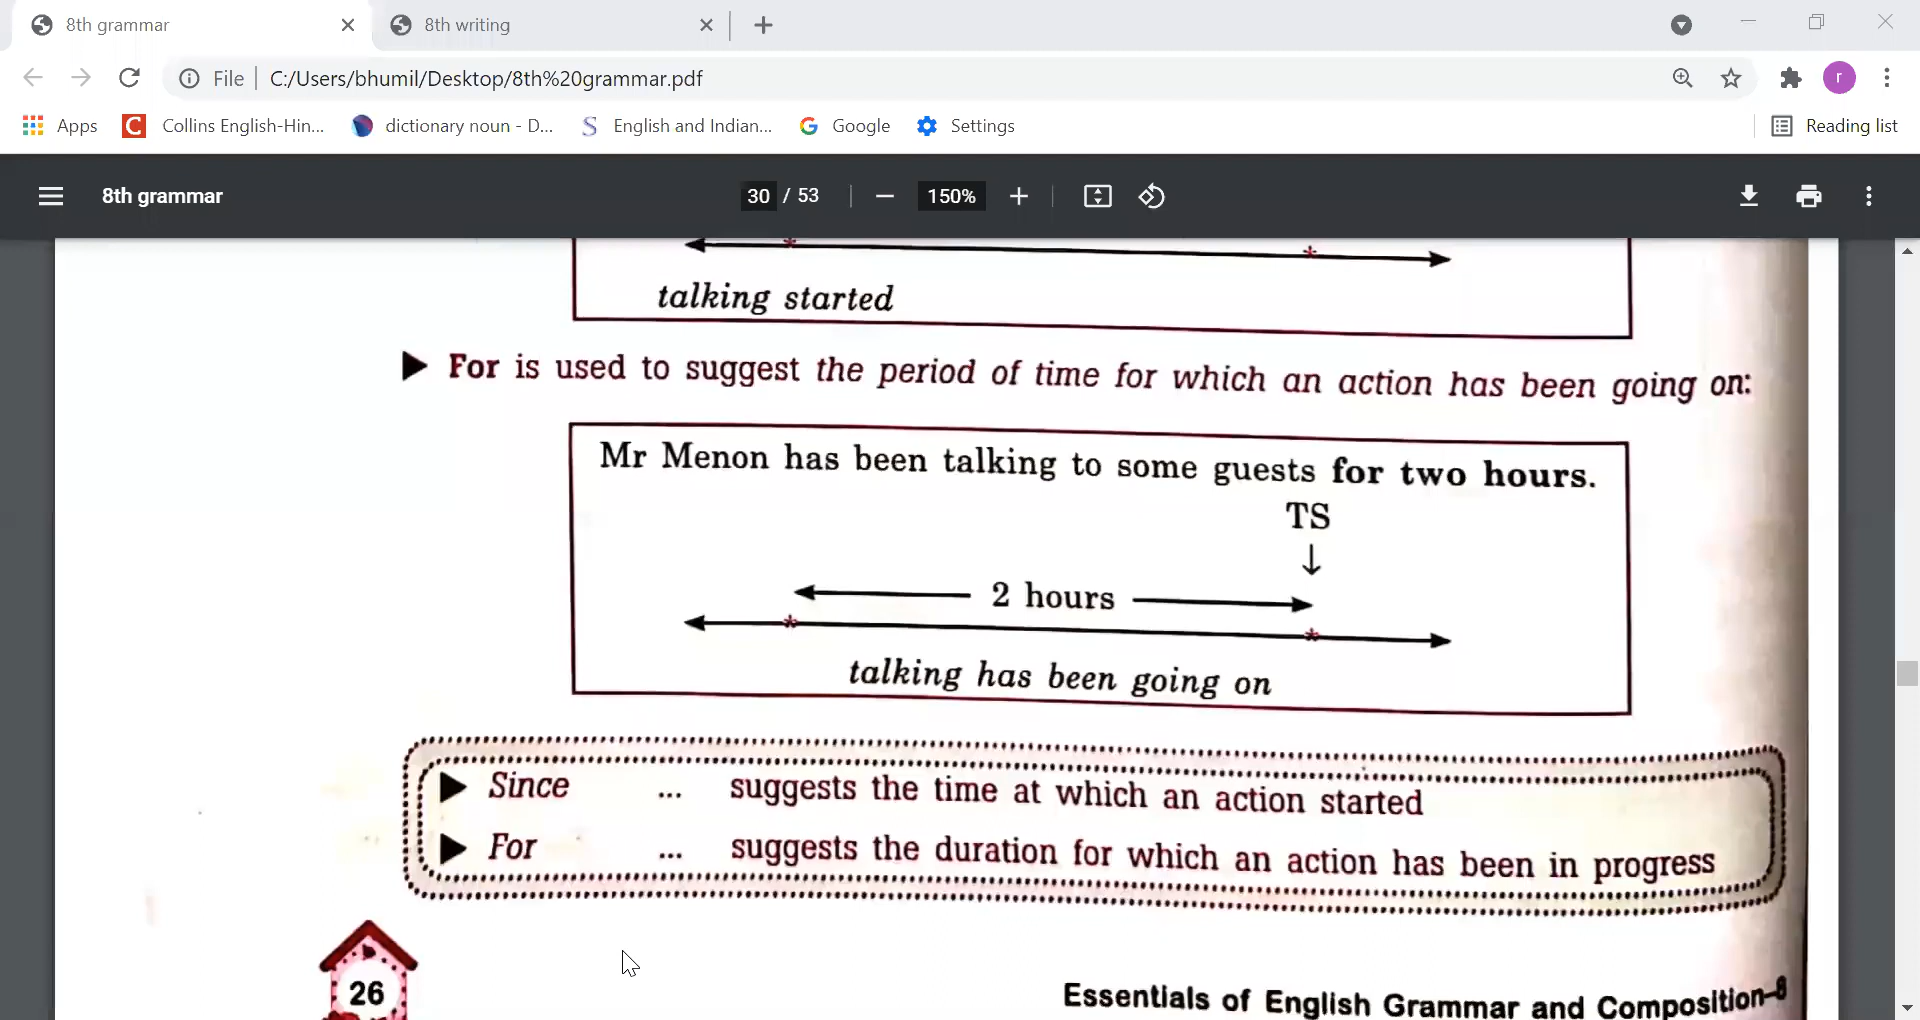 8th grammar
8th writing
File
C:/Users/bhumil/Desktop/8th%20grammar.pdf
r
Apps
Collins English-Hin...
dictionary noun - D...
English and Indian...
Google
Settings
Reading list
8th grammar
30 / 53
150%
talking started
For is used to suggest the period of time for which an action has been going on:
Mr Menon has been talking to some guests for two hours.
TS
2 hours
talking has been going on
Since ... suggests the time at which an action started
For ... suggests the duration for which an action has been in progress
26
Essentials of English Grammar and Composition-8